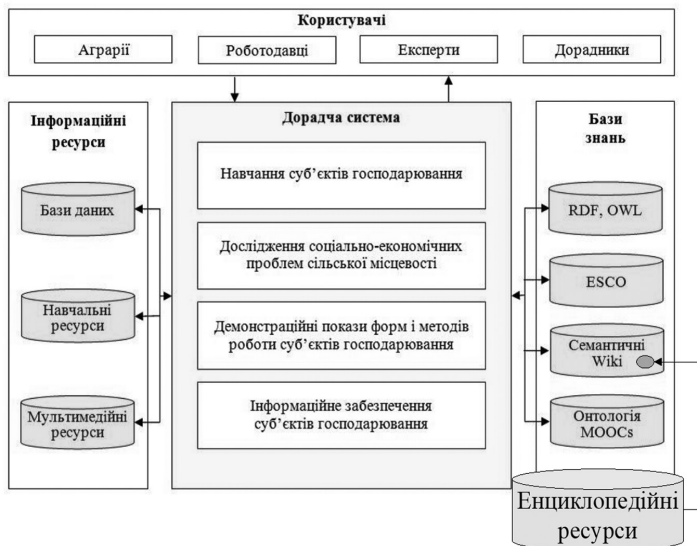 Користувачі
Аграрії
Роботодавці
Експерти
Дорадники
Інформаційні
ресурси
Бази даних
Навчальні
ресурси
Мультимедійні
ресурси
Дорадча система
Навчання суб’єктів господарювання
Дослідження соціально-економічних
проблем сільської місцевості
Демонстраційні покази форм і методів
роботи суб’єктів господарювання
Інформаційне забезпечення
суб’єктів господарювання
Бази
знань
RDF, OWL
ESCO
Семантичні
Wiki
Онтологія
MOOCs
Енциклопедійні
ресурси